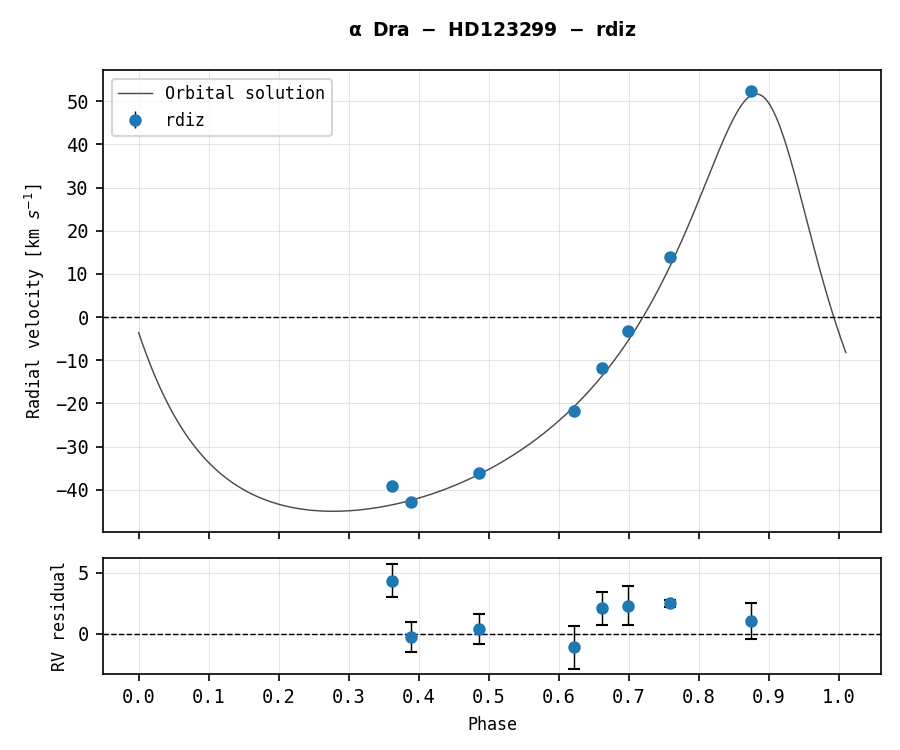 α Dra − HD123299 − rdiz
Orbital solution
rdiz
Radial velocity [km s⁻¹]
50
40
30
20
10
0
−10
−20
−30
−40
RV residual
5
0
0.0 0.1 0.2 0.3 0.4 0.5 0.6 0.7 0.8 0.9 1.0
Phase